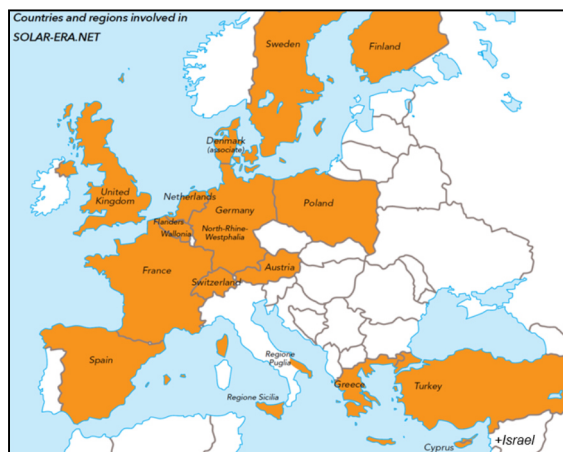 Countries and regions involved in
SOLAR-ERA.NET
Sweden
Finland
Denmark
(associate)
United
Kingdom
Netherlands
Germany
Poland
Flanders
Wallonia
North-Rhine-
Westphalia
France
Switzerland
Austria
Spain
Regione
Puglia
Regione Sicilia
Greece
Turkey
Cyprus
+Israel